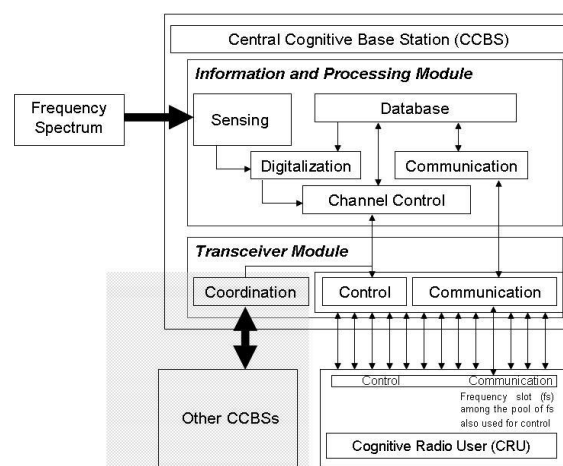 Central Cognitive Base Station (CCBS)
Information and Processing Module
Frequency
Spectrum
Sensing
Database
Digitalization
Communication
Channel Control
Transceiver Module
Coordination
Control
Communication
Other CCBSs
Control
Communication
Frequency slot (fs)
among the pool of fs
also used for control
Cognitive Radio User (CRU)